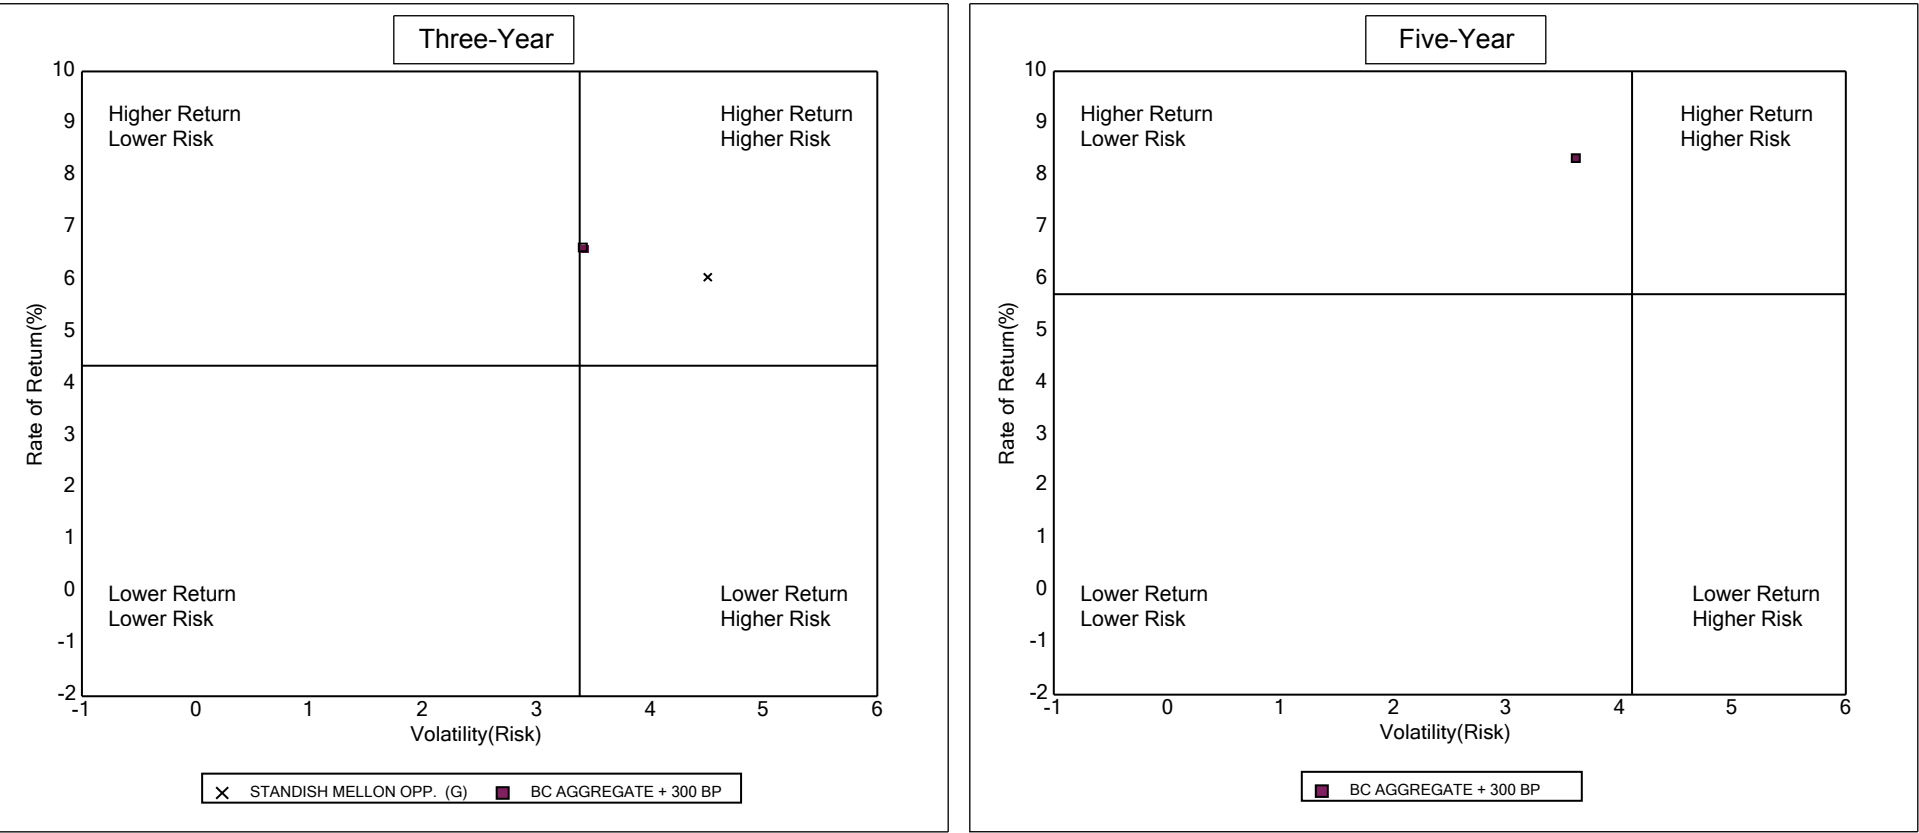 Three-Year
10
9
8
7
6
5
4
3
2
1
0
-1
-2
Rate of Return(%)
Higher Return
Lower Risk
Higher Return
Higher Risk
Lower Return
Lower Risk
Lower Return
Higher Risk
-1 0 1 2 3 4 5 6
Volatility(Risk)
STANDISH MELLON OPP. (G) BC AGGREGATE + 300 BP
Five-Year
10
9
8
7
6
5
4
3
2
1
0
-1
-2
Rate of Return(%)
Higher Return
Lower Risk
Higher Return
Higher Risk
Lower Return
Lower Risk
Lower Return
Higher Risk
-1 0 1 2 3 4 5 6
Volatility(Risk)
BC AGGREGATE + 300 BP